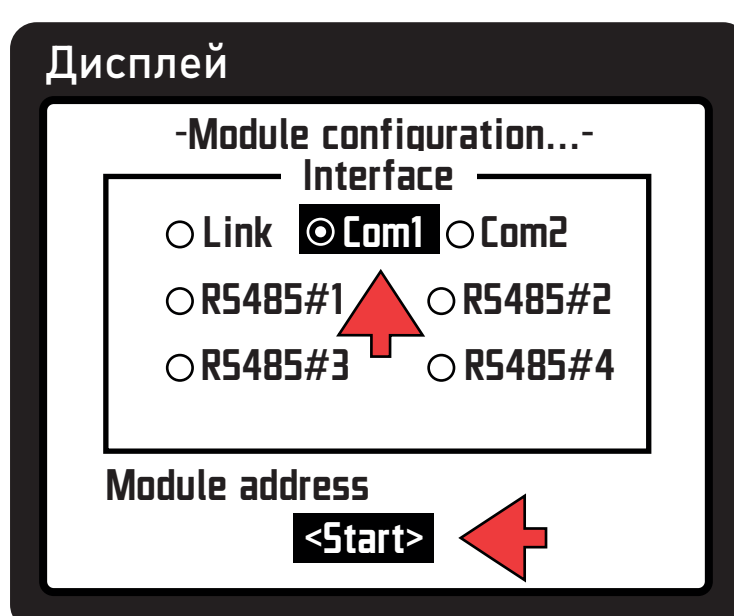 Дисплей
-Module configuration...-
Interface
Link Com1 Com2
RS485#1 RS485#2
RS485#3 RS485#4
Module address
<Start>